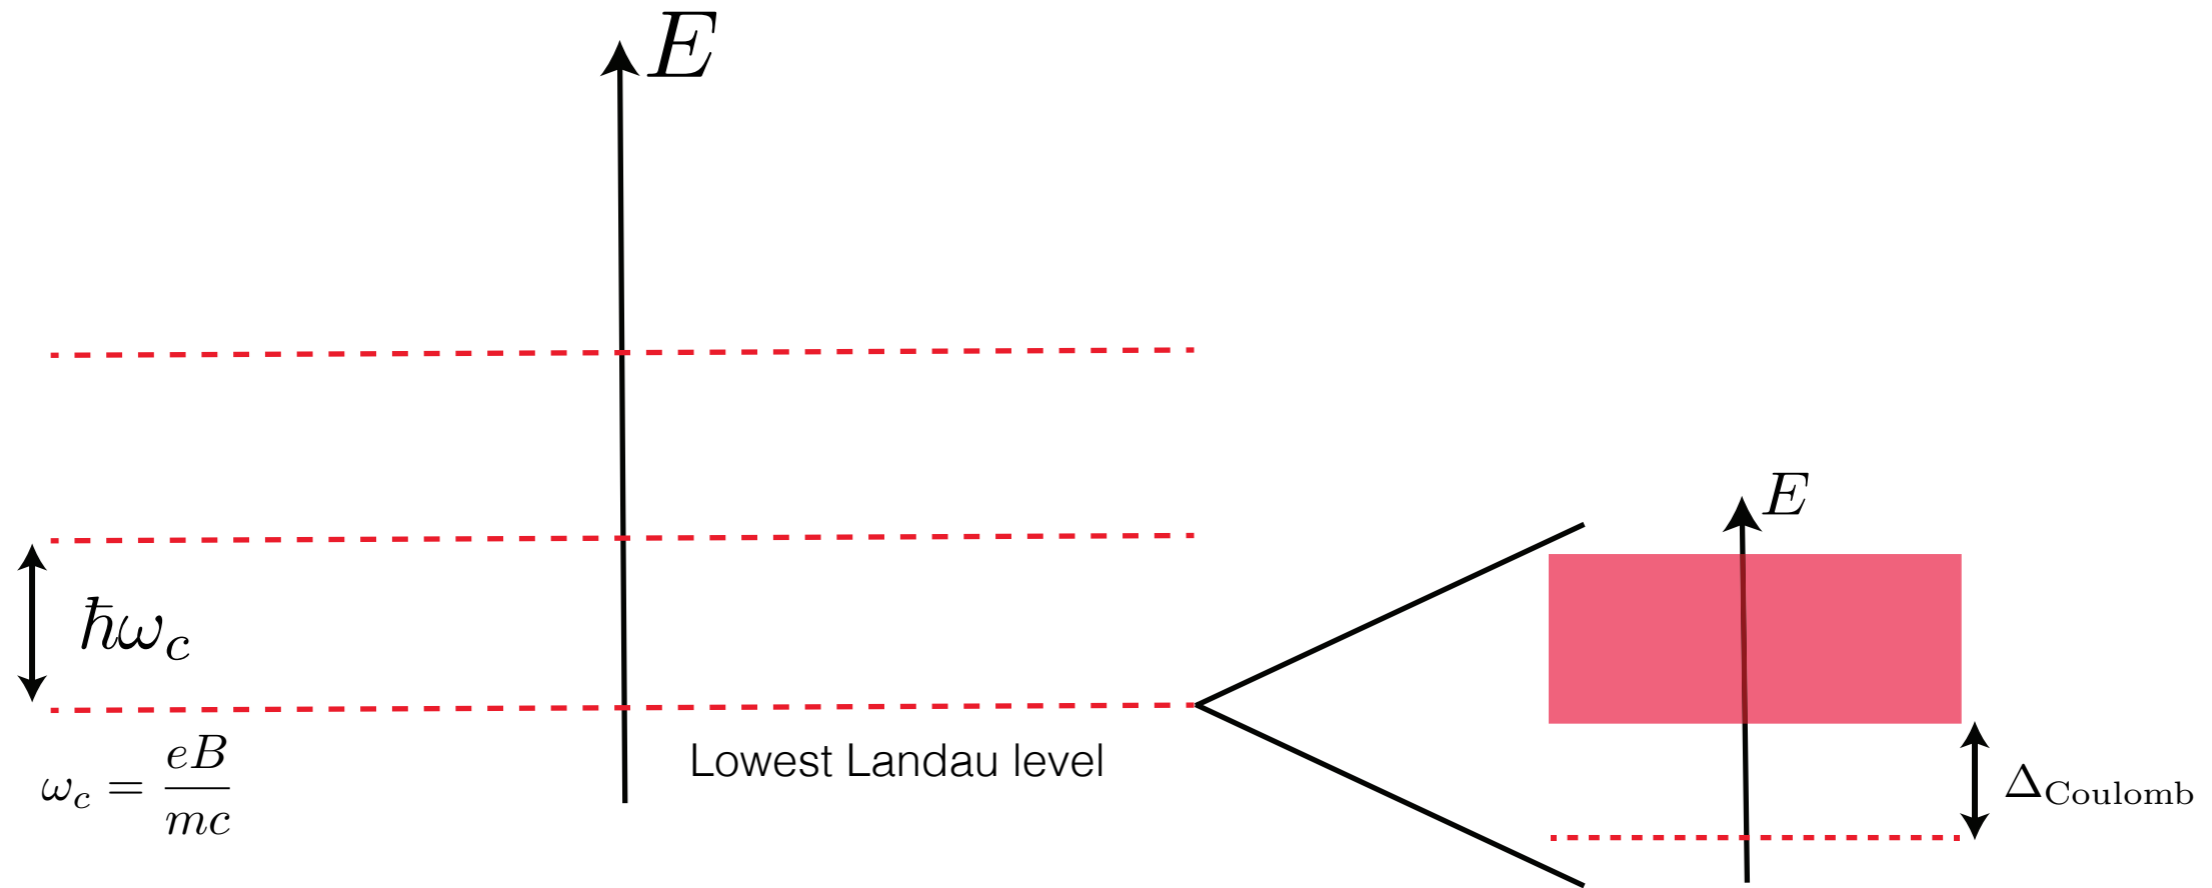 E
ħω_c
ω_c = eB/mc
Lowest Landau level
E
Δ_Coulomb